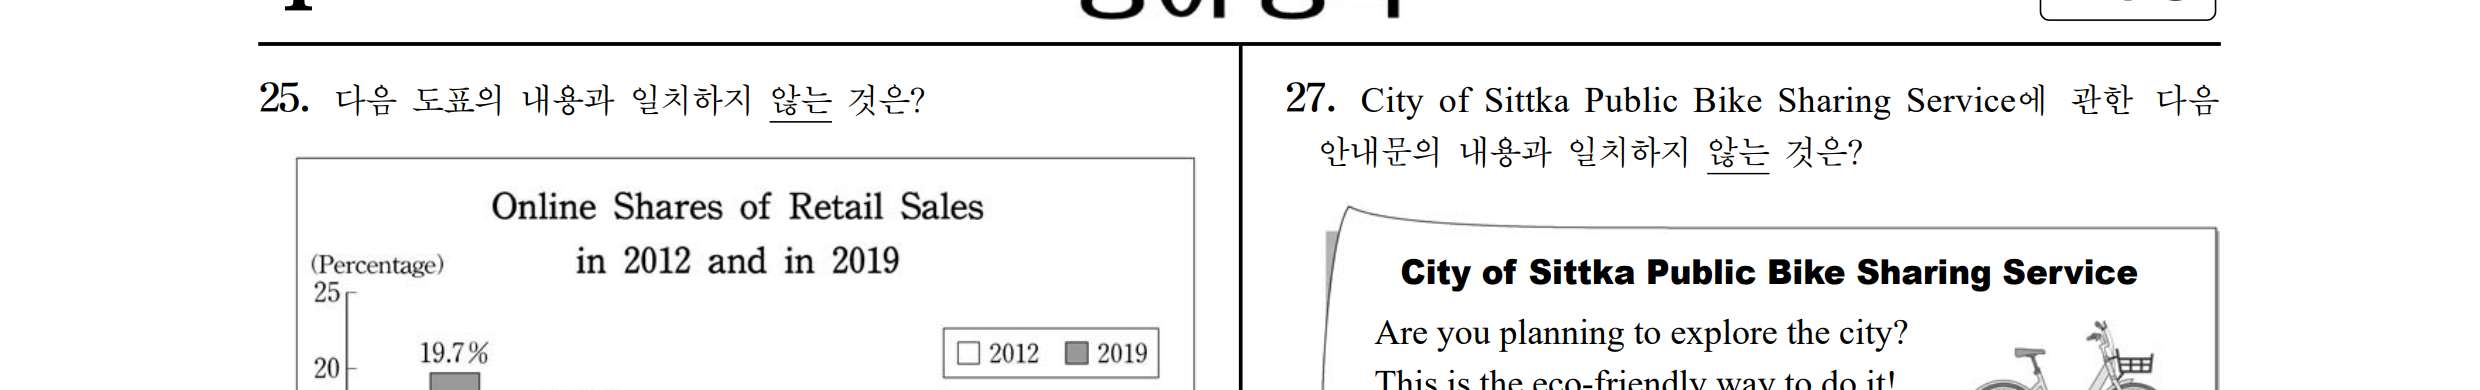 25. 다음 도표의 내용과 일치하지 않는 것은?
Online Shares of Retail Sales
in 2012 and in 2019
(Percentage)
25
19.7%
2012 2019
20
27. City of Sittka Public Bike Sharing Service에 관한 다음
안내문의 내용과 일치하지 않는 것은?
City of Sittka Public Bike Sharing Service
Are you planning to explore the city?
This is the eco-friendly way to do it!